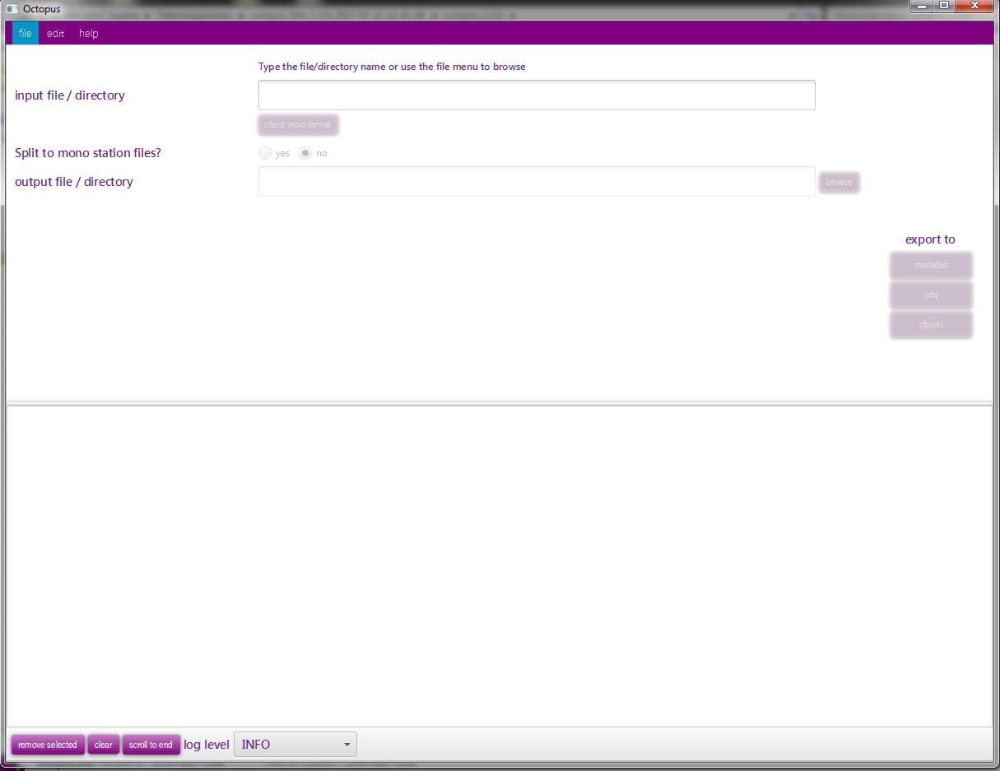 Octopus
file edit help
Type the file/directory name or use the file menu to browse
input file / directory
check input format
Split to mono station files? yes no
output file / directory browse
export to
medatlas
odv
cfpoint
remove selected clear scroll to end log level INFO